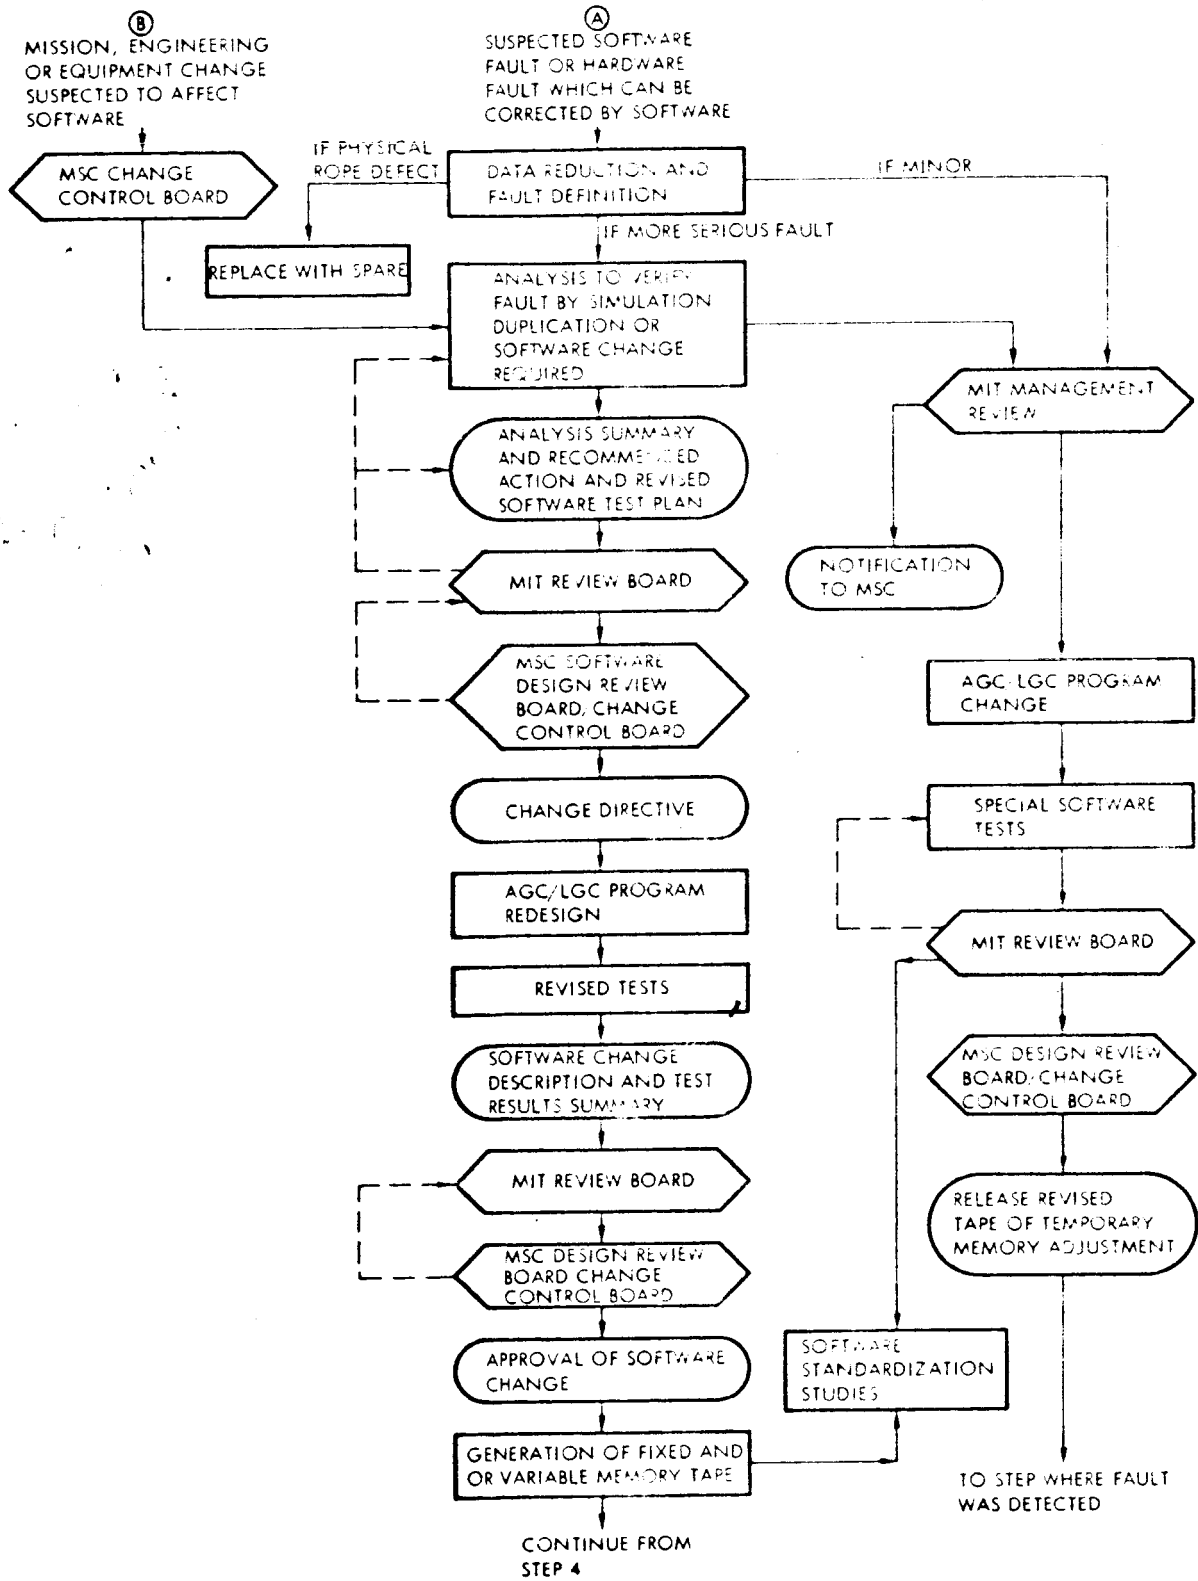 B
MISSION, ENGINEERING
OR EQUIPMENT CHANGE
SUSPECTED TO AFFECT
SOFTWARE
A
SUSPECTED SOFTWARE
FAULT OR HARDWARE
FAULT WHICH CAN BE
CORRECTED BY SOFTWARE
MSC CHANGE
CONTROL BOARD
IF PHYSICAL
ROPE DEFECT
DATA REDUCTION AND
FAULT DEFINITION
IF MINOR
IF MORE SERIOUS FAULT
REPLACE WITH SPARE
ANALYSIS TO VERIFY
FAULT BY SIMULATION
DUPLICATION OR
SOFTWARE CHANGE
REQUIRED
MIT MANAGEMENT
REVIEW
ANALYSIS SUMMARY
AND RECOMMENDED
ACTION AND REVISED
SOFTWARE TEST PLAN
NOTIFICATION
TO MSC
MIT REVIEW BOARD
MSC SOFTWARE
DESIGN REVIEW
BOARD, CHANGE
CONTROL BOARD
AGC/LGC PROGRAM
CHANGE
CHANGE DIRECTIVE
SPECIAL SOFTWARE
TESTS
AGC/LGC PROGRAM
REDESIGN
MIT REVIEW BOARD
REVISED TESTS
SOFTWARE CHANGE
DESCRIPTION AND TEST
RESULTS SUMMARY
MSC DESIGN REVIEW
BOARD, CHANGE
CONTROL BOARD
MIT REVIEW BOARD
RELEASE REVISED
TAPE OF TEMPORARY
MEMORY ADJUSTMENT
MSC DESIGN REVIEW
BOARD CHANGE
CONTROL BOARD
APPROVAL OF SOFTWARE
CHANGE
SOFTWARE
STANDARDIZATION
STUDIES
GENERATION OF FIXED AND
OR VARIABLE MEMORY TAPE
TO STEP WHERE FAULT
WAS DETECTED
CONTINUE FROM
STEP 4